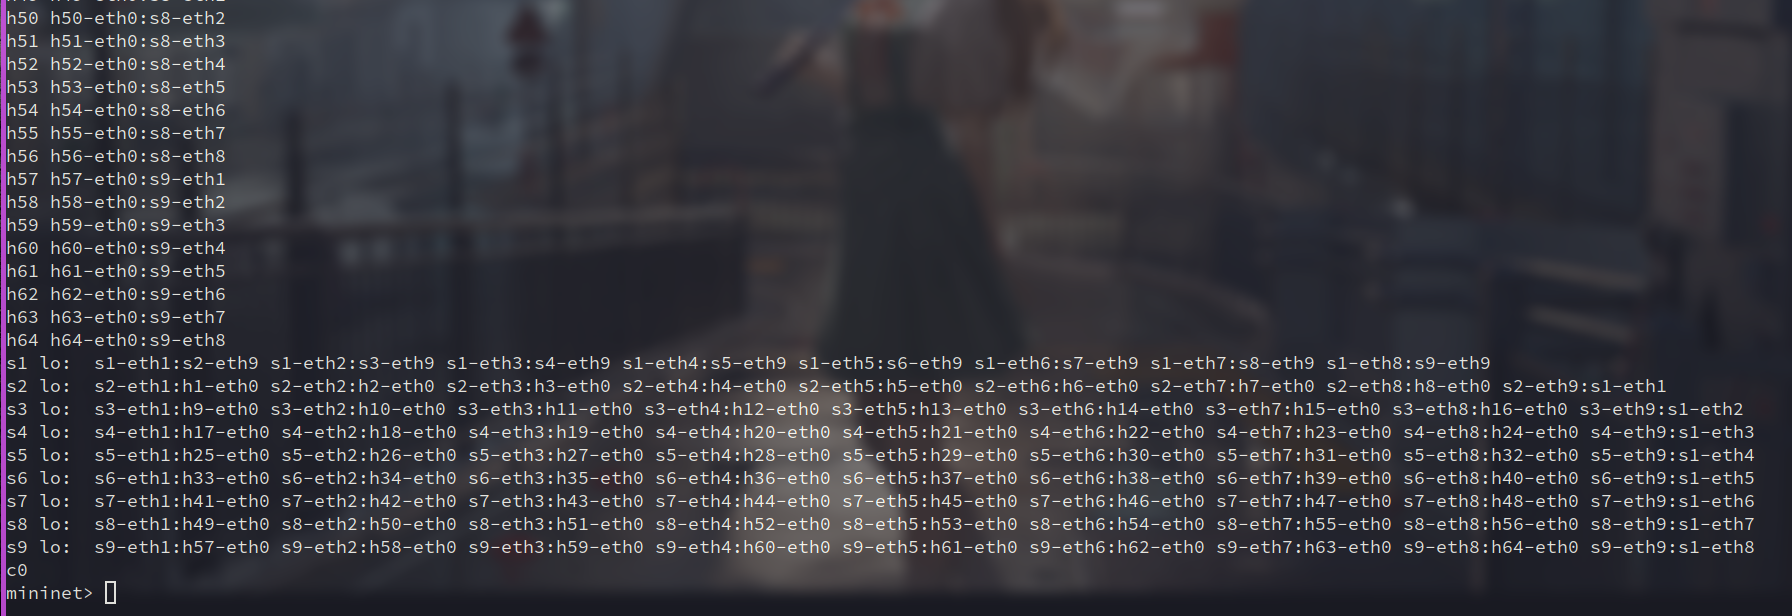 h50 h50-eth0:s8-eth2
h51 h51-eth0:s8-eth3
h52 h52-eth0:s8-eth4
h53 h53-eth0:s8-eth5
h54 h54-eth0:s8-eth6
h55 h55-eth0:s8-eth7
h56 h56-eth0:s8-eth8
h57 h57-eth0:s9-eth1
h58 h58-eth0:s9-eth2
h59 h59-eth0:s9-eth3
h60 h60-eth0:s9-eth4
h61 h61-eth0:s9-eth5
h62 h62-eth0:s9-eth6
h63 h63-eth0:s9-eth7
h64 h64-eth0:s9-eth8
s1 lo:  s1-eth1:s2-eth9 s1-eth2:s3-eth9 s1-eth3:s4-eth9 s1-eth4:s5-eth9 s1-eth5:s6-eth9 s1-eth6:s7-eth9 s1-eth7:s8-eth9 s1-eth8:s9-eth9
s2 lo:  s2-eth1:h1-eth0 s2-eth2:h2-eth0 s2-eth3:h3-eth0 s2-eth4:h4-eth0 s2-eth5:h5-eth0 s2-eth6:h6-eth0 s2-eth7:h7-eth0 s2-eth8:h8-eth0 s2-eth9:s1-eth1
s3 lo:  s3-eth1:h9-eth0 s3-eth2:h10-eth0 s3-eth3:h11-eth0 s3-eth4:h12-eth0 s3-eth5:h13-eth0 s3-eth6:h14-eth0 s3-eth7:h15-eth0 s3-eth8:h16-eth0 s3-eth9:s1-eth2
s4 lo:  s4-eth1:h17-eth0 s4-eth2:h18-eth0 s4-eth3:h19-eth0 s4-eth4:h20-eth0 s4-eth5:h21-eth0 s4-eth6:h22-eth0 s4-eth7:h23-eth0 s4-eth8:h24-eth0 s4-eth9:s1-eth3
s5 lo:  s5-eth1:h25-eth0 s5-eth2:h26-eth0 s5-eth3:h27-eth0 s5-eth4:h28-eth0 s5-eth5:h29-eth0 s5-eth6:h30-eth0 s5-eth7:h31-eth0 s5-eth8:h32-eth0 s5-eth9:s1-eth4
s6 lo:  s6-eth1:h33-eth0 s6-eth2:h34-eth0 s6-eth3:h35-eth0 s6-eth4:h36-eth0 s6-eth5:h37-eth0 s6-eth6:h38-eth0 s6-eth7:h39-eth0 s6-eth8:h40-eth0 s6-eth9:s1-eth5
s7 lo:  s7-eth1:h41-eth0 s7-eth2:h42-eth0 s7-eth3:h43-eth0 s7-eth4:h44-eth0 s7-eth5:h45-eth0 s7-eth6:h46-eth0 s7-eth7:h47-eth0 s7-eth8:h48-eth0 s7-eth9:s1-eth6
s8 lo:  s8-eth1:h49-eth0 s8-eth2:h50-eth0 s8-eth3:h51-eth0 s8-eth4:h52-eth0 s8-eth5:h53-eth0 s8-eth6:h54-eth0 s8-eth7:h55-eth0 s8-eth8:h56-eth0 s8-eth9:s1-eth7
s9 lo:  s9-eth1:h57-eth0 s9-eth2:h58-eth0 s9-eth3:h59-eth0 s9-eth4:h60-eth0 s9-eth5:h61-eth0 s9-eth6:h62-eth0 s9-eth7:h63-eth0 s9-eth8:h64-eth0 s9-eth9:s1-eth8
c0
mininet>